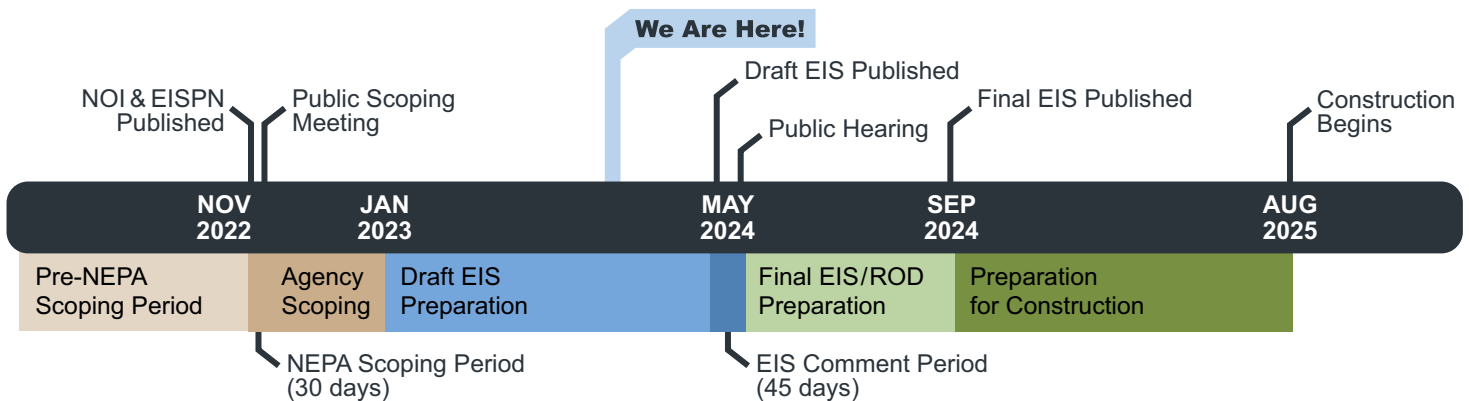 We Are Here!
NOI & EISPN
Published
Public Scoping
Meeting
Draft EIS Published
Public Hearing
Final EIS Published
Construction
Begins
NOV
2022
JAN
2023
MAY
2024
SEP
2024
AUG
2025
Pre-NEPA
Scoping Period
Agency
Scoping
Draft EIS
Preparation
Final EIS/ROD
Preparation
Preparation
for Construction
NEPA Scoping Period
(30 days)
EIS Comment Period
(45 days)